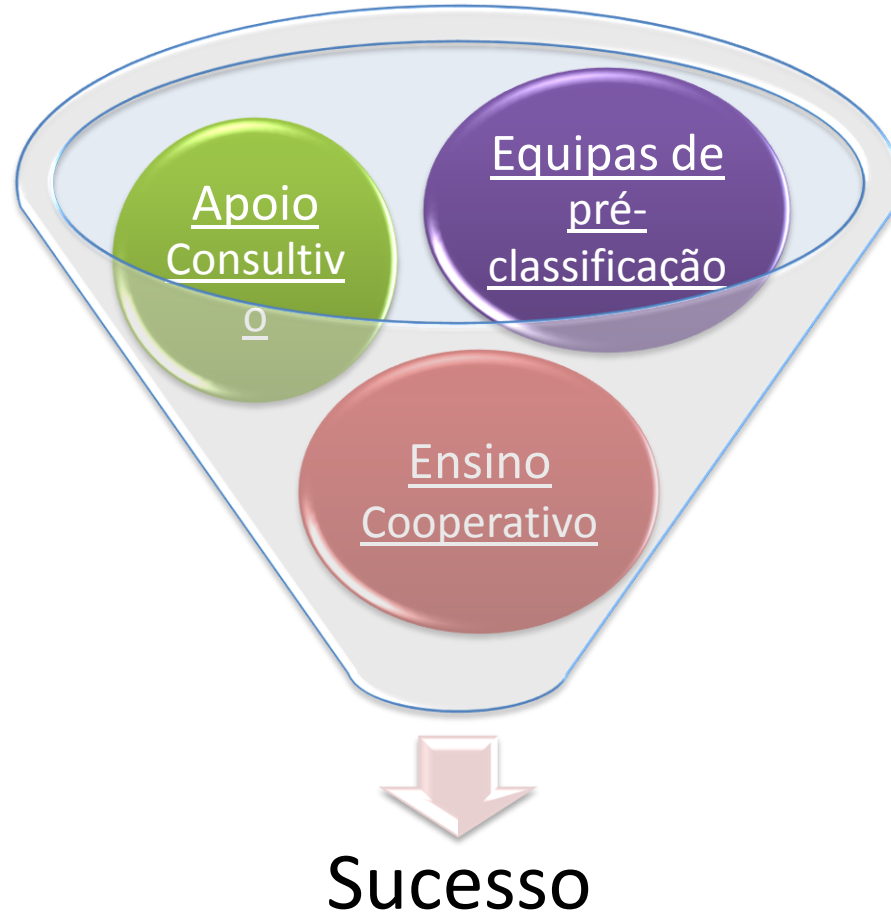 Apoio
Consultiv
o
Equipas de
pré-
classificação
Ensino
Cooperativo
Sucesso